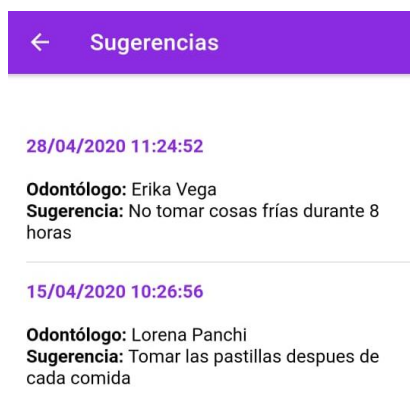 Sugerencias
28/04/2020 11:24:52
Odontólogo: Erika Vega
Sugerencia: No tomar cosas frías durante 8
horas
15/04/2020 10:26:56
Odontólogo: Lorena Panchi
Sugerencia: Tomar las pastillas despues de
cada comida